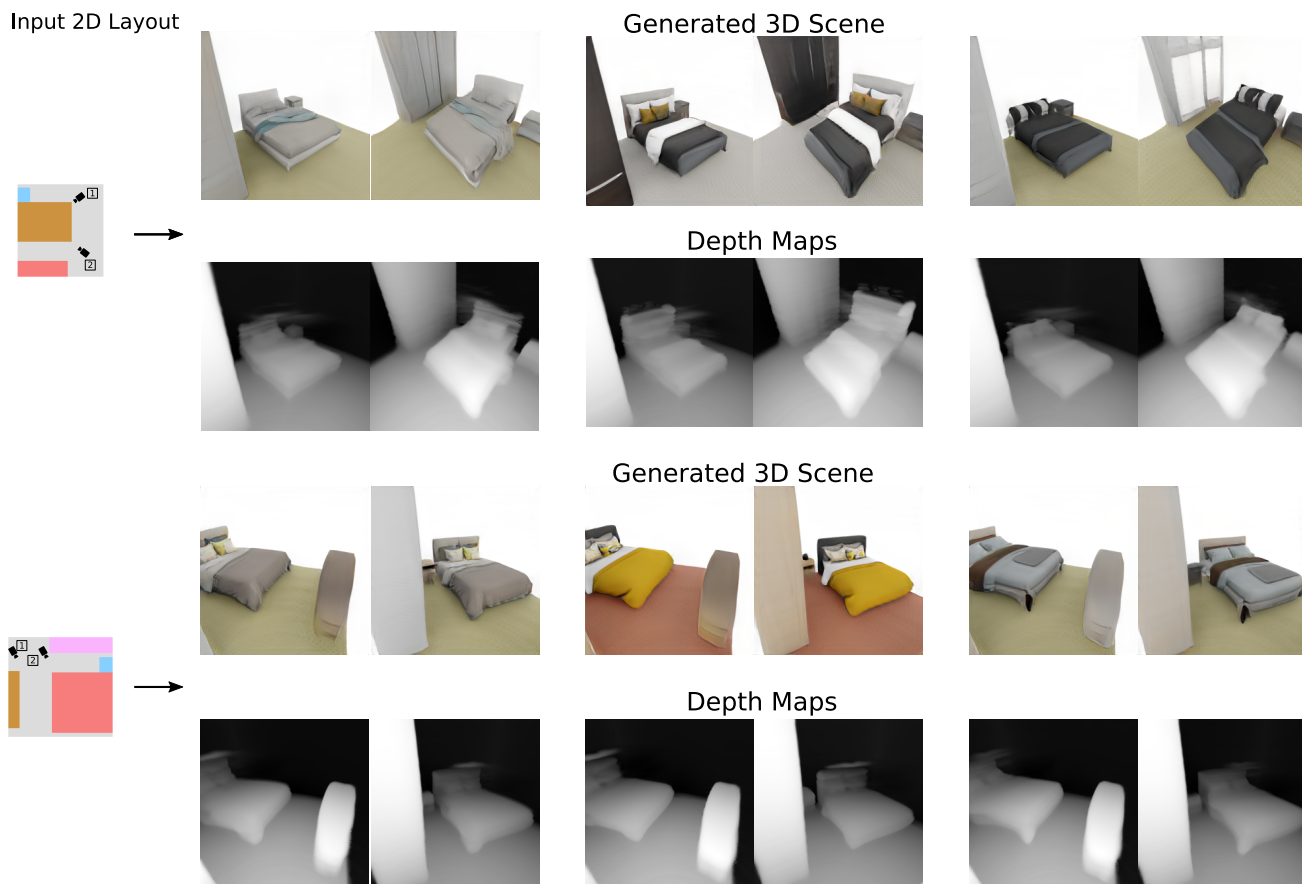 Input 2D Layout
Generated 3D Scene
1
2
Depth Maps
Generated 3D Scene
1
2
Depth Maps